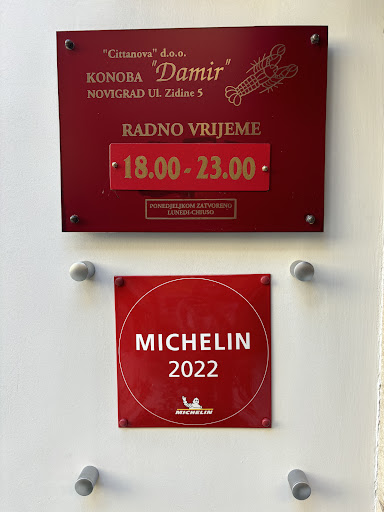 "Cittanova" d.o.o.
KONOBA "Damir"
NOVIGRAD Ul. Zidine 5
RADNO VRIJEME
18.00 - 23.00
PONEDJELJKOM ZATVORENO
LUNEDI-CHIUSO
MICHELIN
2022
MICHELIN